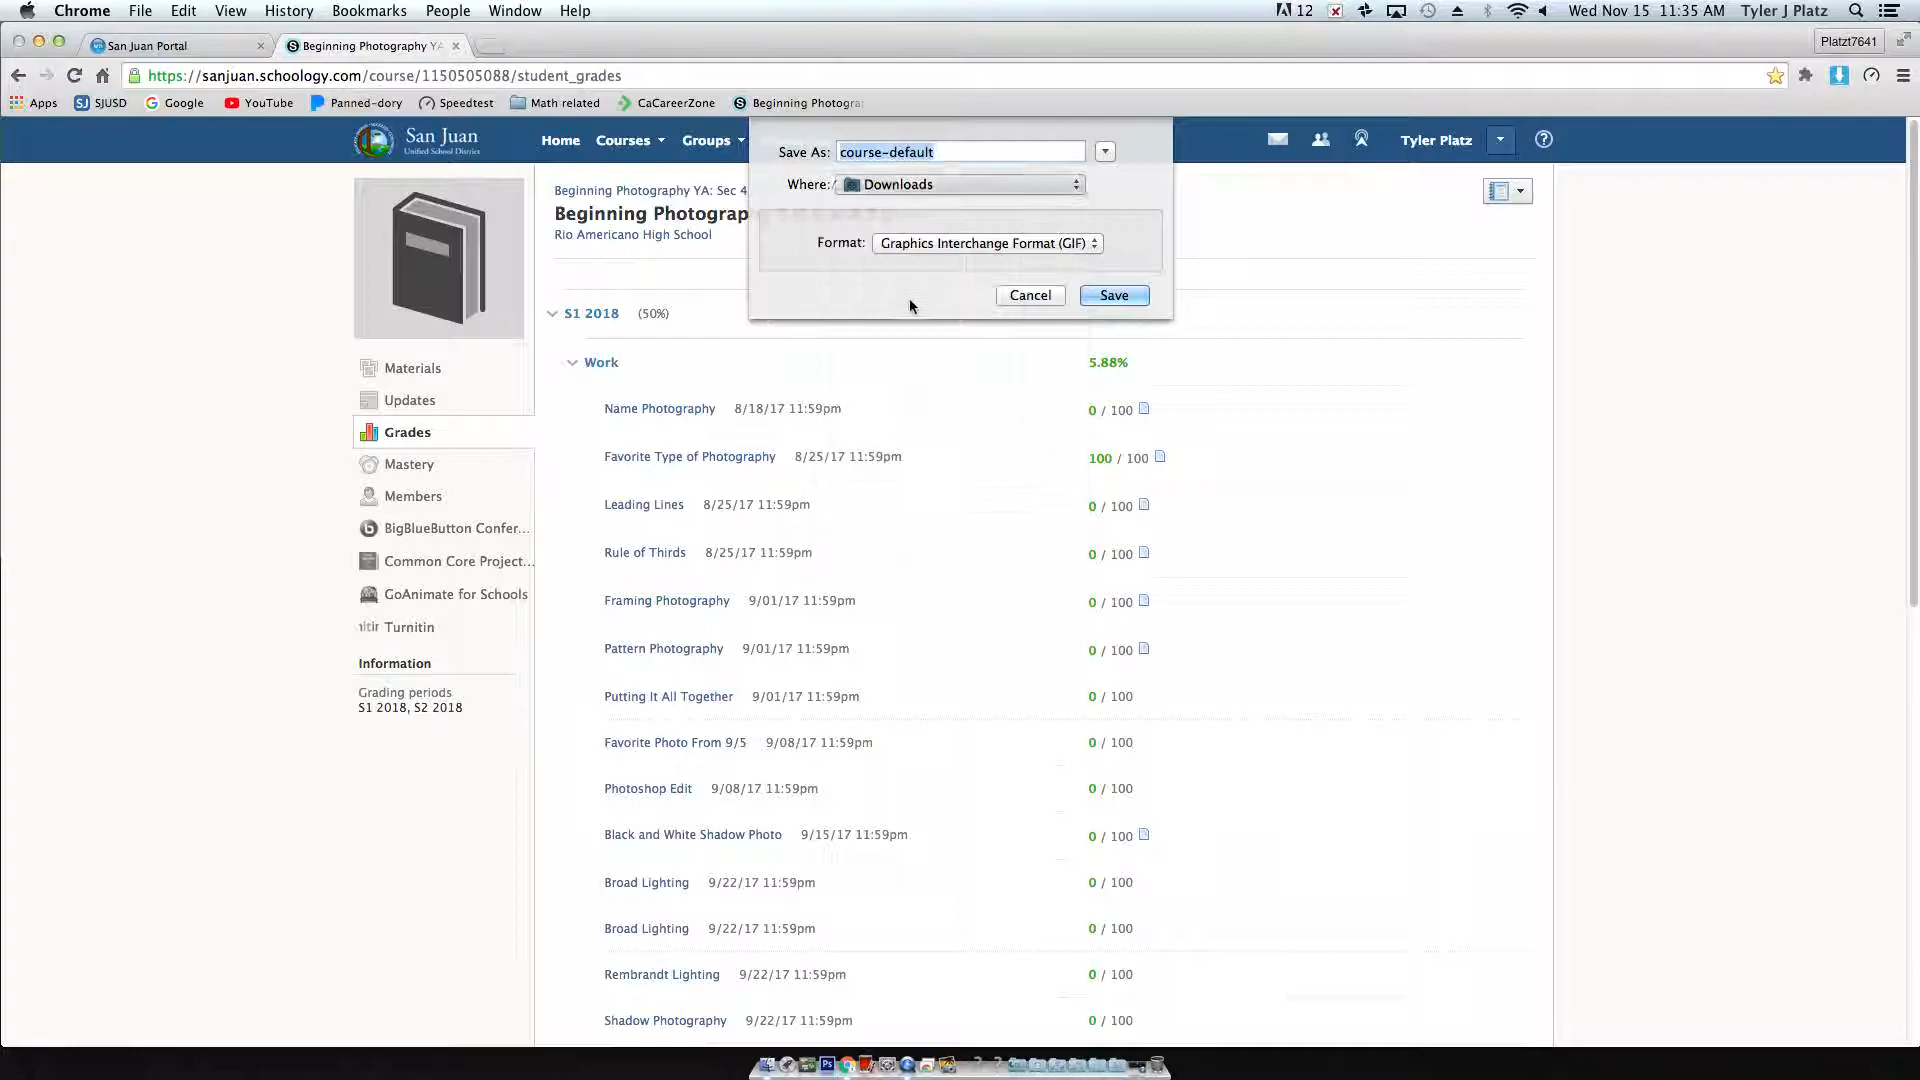 Chrome File Edit View History Bookmarks People Window Help 12 Wed Nov 15 11:35 AM Tyler J Platz
San Juan Portal Beginning Photography YA Platzt7641
https://sanjuan.schoology.com/course/1150505088/student_grades
Apps SJ SJUSD Google YouTube Panned-dory Speedtest Math related CaCareerZone Beginning Photogra
San Juan
Unified School District
Home Courses Groups Tyler Platz
Save As: course-default
Where: Downloads
Format: Graphics Interchange Format (GIF)
Cancel Save
Beginning Photography YA: Sec 4
Beginning Photograp
Rio Americano High School
S1 2018 (50%)
Work 5.88%
Name Photography 8/18/17 11:59pm 0 / 100
Favorite Type of Photography 8/25/17 11:59pm 100 / 100
Leading Lines 8/25/17 11:59pm 0 / 100
Rule of Thirds 8/25/17 11:59pm 0 / 100
Framing Photography 9/01/17 11:59pm 0 / 100
Pattern Photography 9/01/17 11:59pm 0 / 100
Putting It All Together 9/01/17 11:59pm 0 / 100
Favorite Photo From 9/5 9/08/17 11:59pm 0 / 100
Photoshop Edit 9/08/17 11:59pm 0 / 100
Black and White Shadow Photo 9/15/17 11:59pm 0 / 100
Broad Lighting 9/22/17 11:59pm 0 / 100
Broad Lighting 9/22/17 11:59pm 0 / 100
Rembrandt Lighting 9/22/17 11:59pm 0 / 100
Shadow Photography 9/22/17 11:59pm 0 / 100
Materials
Updates
Grades
Mastery
Members
BigBlueButton Confer...
Common Core Project...
GoAnimate for Schools
Turnitin
Information
Grading periods
S1 2018, S2 2018
Ps